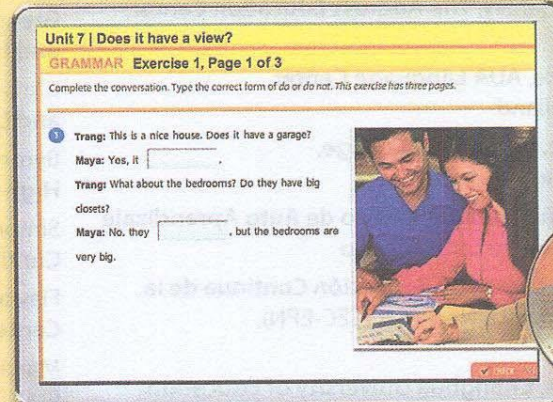 Unit 7 | Does it have a view?
GRAMMAR Exercise 1, Page 1 of 3
Complete the conversation. Type the correct form of do or do not. This exercise has three pages.
1 Trang: This is a nice house. Does it have a garage?
Maya: Yes, it .
Trang: What about the bedrooms? Do they have big
closets?
Maya: No. they , but the bedrooms are
very big.
CHECK